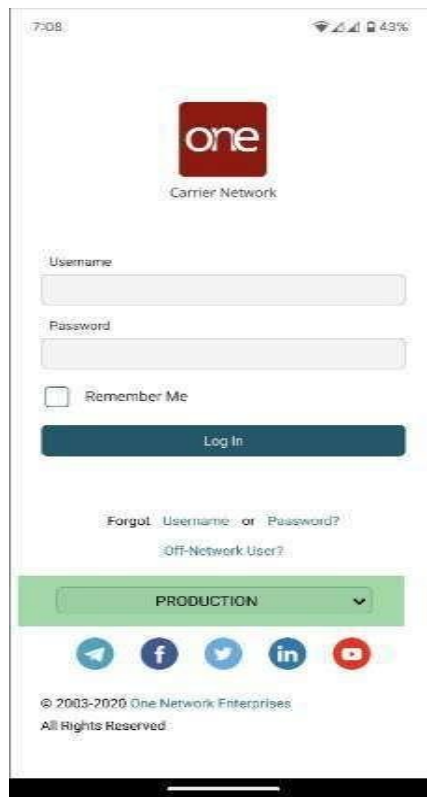 7:08 43%
one
Carrier Network
Username
Password
Remember Me
Log In
Forgot Username or Password?
Off-Network User?
PRODUCTION
f in
© 2003-2020 One Network Enterprises
All Rights Reserved